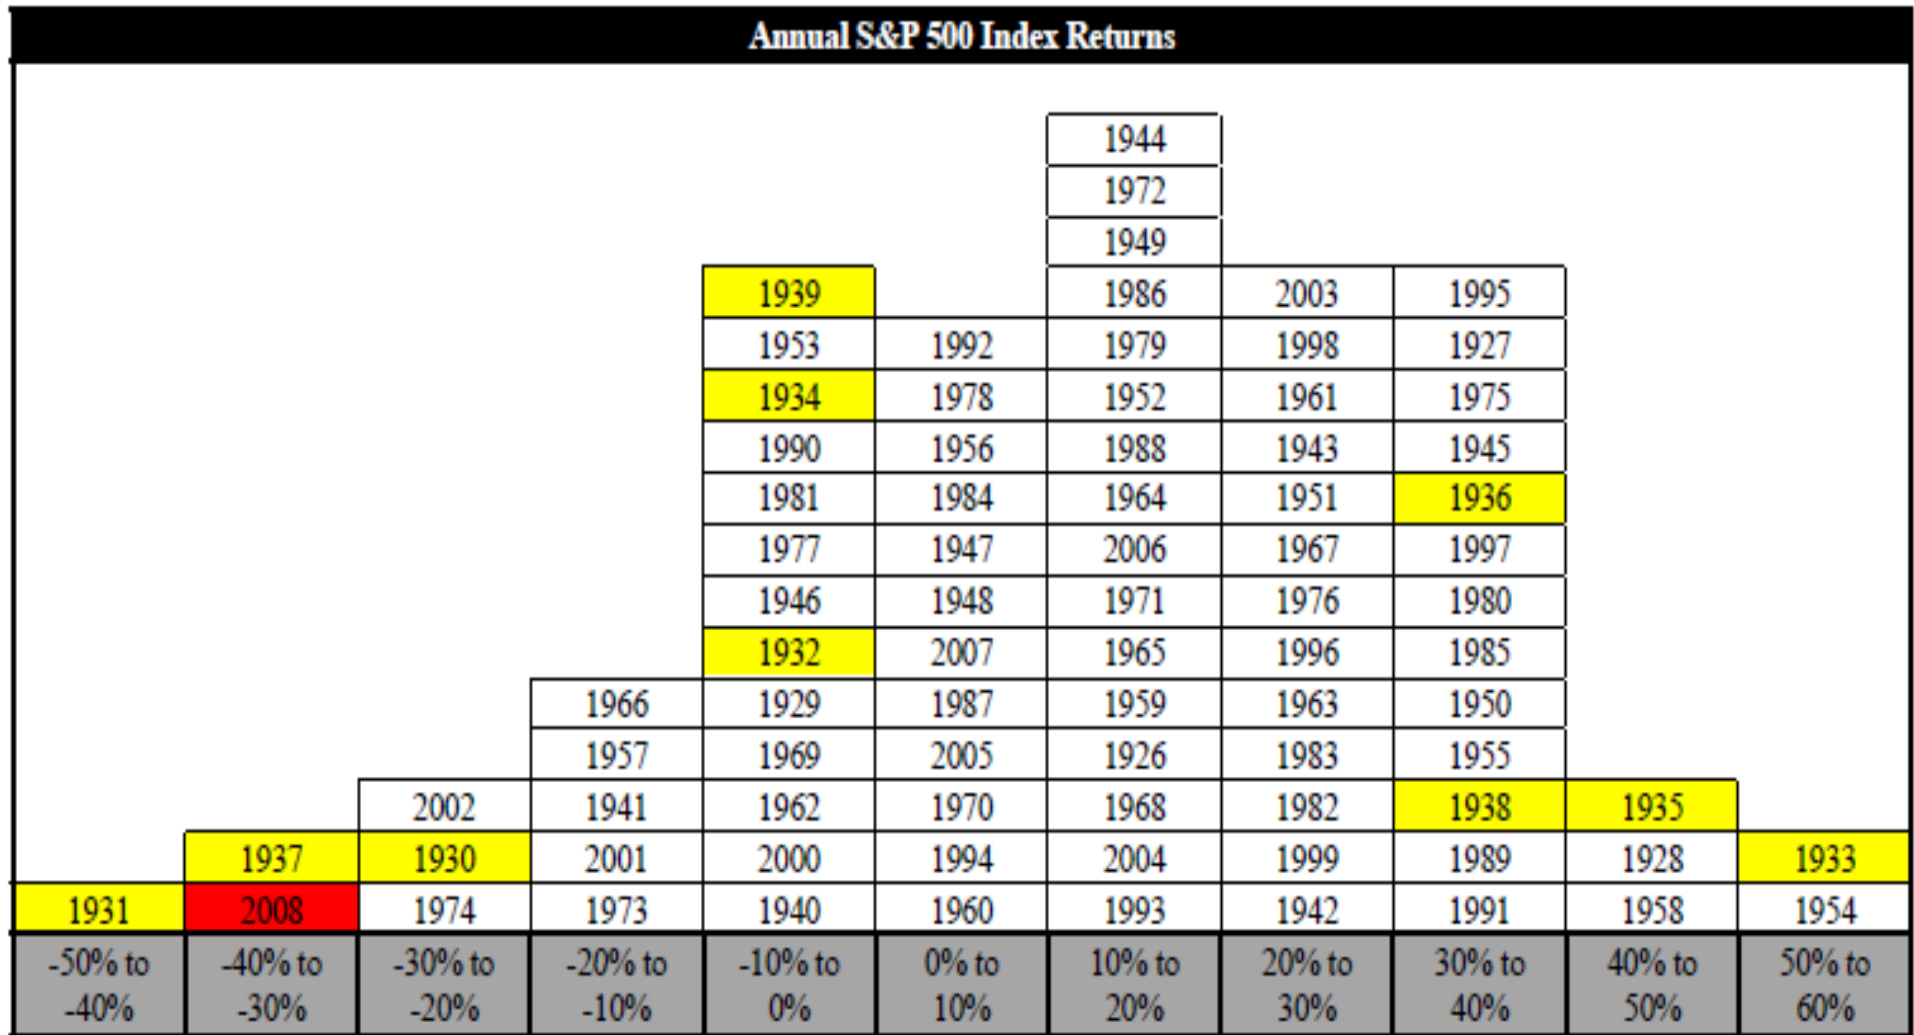 Annual S&P 500 Index Returns
1944
1972
1949
1939 1986 2003 1995
1953 1992 1979 1998 1927
1934 1978 1952 1961 1975
1990 1956 1988 1943 1945
1981 1984 1964 1951 1936
1977 1947 2006 1967 1997
1946 1948 1971 1976 1980
1932 2007 1965 1996 1985
1966 1929 1987 1959 1963 1950
1957 1969 2005 1926 1983 1955
2002 1941 1962 1970 1968 1982 1938 1935
1937 1930 2001 2000 1994 2004 1999 1989 1928 1933
1931 2008 1974 1973 1940 1960 1993 1942 1991 1958 1954
-50% to -40% to -30% to -20% to -10% to 0% to 10% to 20% to 30% to 40% to 50% to
-40% -30% -20% -10% 0% 10% 20% 30% 40% 50% 60%